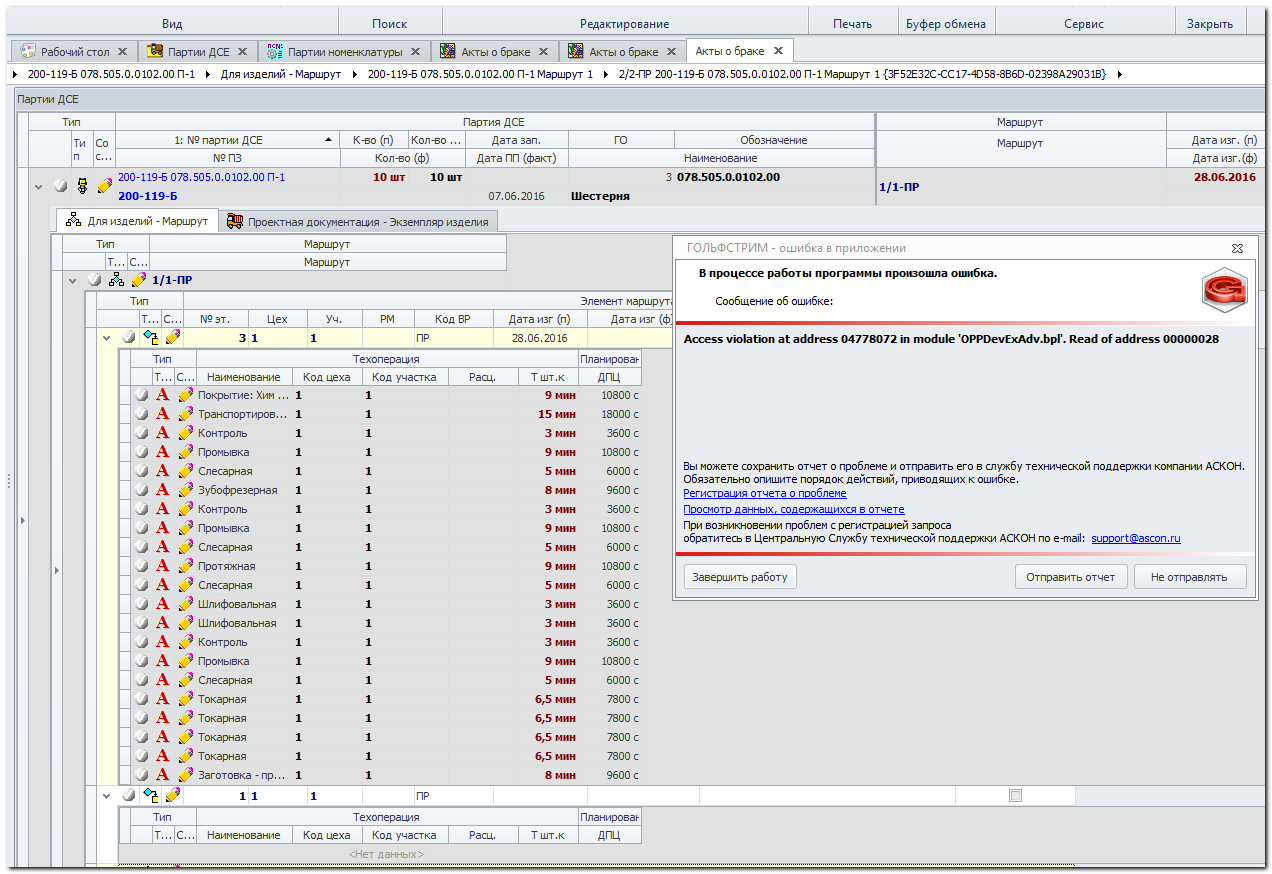 Вид Поиск Редактирование Печать Буфер обмена Сервис Закрыть
Рабочий стол Партии ДСЕ Партии номенклатуры Акты о браке Акты о браке Акты о браке
200-119-Б 078.505.0.0102.00 П-1 Для изделий - Маршрут 200-119-Б 078.505.0.0102.00 П-1 Маршрут 1 2/2-ПР 200-119-Б 078.505.0.0102.00 П-1 Маршрут 1 {3F52E32C-CC17-4D58-8B6D-02398A29031B}
Партии ДСЕ
Тип Партия ДСЕ Маршрут
Ти п Со с... 1: № партии ДСЕ К-во (п) Кол-во ... Дата зап. ГО Обозначение Маршрут Дата изг. (п)
№ ПЗ Кол-во (ф) Дата ПП (факт) Наименование Дата изг.(ф)
200-119-Б 078.505.0.0102.00 П-1 10 шт 10 шт 3 078.505.0.0102.00 1/1-ПР 28.06.2016
200-119-Б 07.06.2016 Шестерня
Для изделий - Маршрут Проектная документация - Экземпляр изделия
Тип Маршрут
Т... С... Маршрут
1/1-ПР
Тип Элемент маршрута
Т... С... № эт. Цех Уч. РМ Код ВР Дата изг (п) Дата изг (ф)
3 1 1 ПР 28.06.2016
Тип Техоперация Планирован
Т... С... Наименование Код цеха Код участка Расц. Т шт.к ДПЦ
Покрытие: Хим ... 1 1 9 мин 10800 с
Транспортиров... 1 1 15 мин 18000 с
Контроль 1 1 3 мин 3600 с
Промывка 1 1 9 мин 10800 с
Слесарная 1 1 5 мин 6000 с
Зубофрезерная 1 1 8 мин 9600 с
Контроль 1 1 3 мин 3600 с
Промывка 1 1 9 мин 10800 с
Слесарная 1 1 5 мин 6000 с
Протяжная 1 1 9 мин 10800 с
Слесарная 1 1 5 мин 6000 с
Шлифовальная 1 1 3 мин 3600 с
Шлифовальная 1 1 3 мин 3600 с
Контроль 1 1 3 мин 3600 с
Промывка 1 1 9 мин 10800 с
Слесарная 1 1 5 мин 6000 с
Токарная 1 1 6,5 мин 7800 с
Токарная 1 1 6,5 мин 7800 с
Токарная 1 1 6,5 мин 7800 с
Токарная 1 1 6,5 мин 7800 с
Заготовка - пр... 1 1 8 мин 9600 с
1 1 1 ПР
Тип Техоперация Планирован
Т... С... Наименование Код цеха Код участка Расц. Т шт.к ДПЦ
<Нет данных>
ГОЛЬФСТРИМ - ошибка в приложении
В процессе работы программы произошла ошибка.
Сообщение об ошибке:
Access violation at address 04778072 in module 'OPPDevExAdv.bpl'. Read of address 00000028
Вы можете сохранить отчет о проблеме и отправить его в службу технической поддержки компании АСКОН.
Обязательно опишите порядок действий, приводящих к ошибке.
Регистрация отчета о проблеме
Просмотр данных, содержащихся в отчете
При возникновении проблем с регистрацией запроса
обратитесь в Центральную Службу технической поддержки АСКОН по e-mail: support@ascon.ru
Завершить работу Отправить отчет Не отправлять